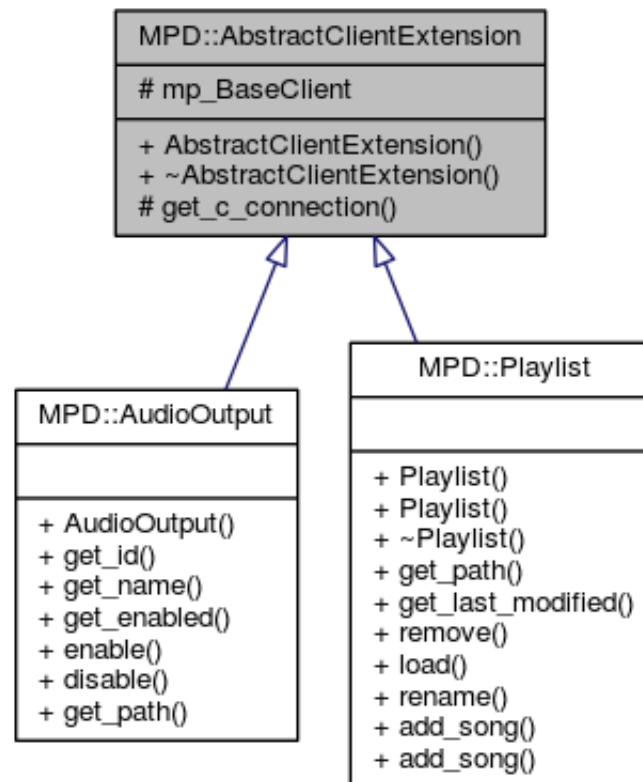 MPD::AbstractClientExtension
# mp_BaseClient
+ AbstractClientExtension()
+ ~AbstractClientExtension()
# get_c_connection()
MPD::AudioOutput
+ AudioOutput()
+ get_id()
+ get_name()
+ get_enabled()
+ enable()
+ disable()
+ get_path()
MPD::Playlist
+ Playlist()
+ Playlist()
+ ~Playlist()
+ get_path()
+ get_last_modified()
+ remove()
+ load()
+ rename()
+ add_song()
+ add_song()